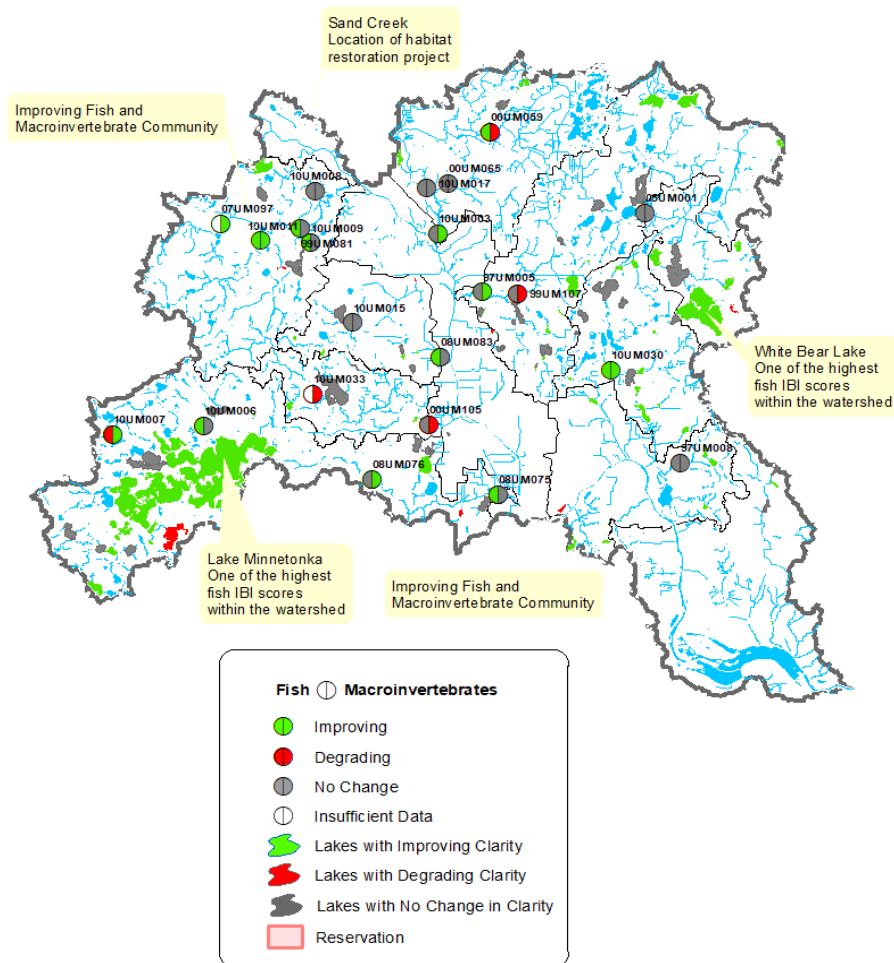 Sand Creek
Location of habitat
restoration project
Improving Fish and
Macroinvertebrate Community
00UM059
00UM065
10UM017
10UM008
05UM001
07UM097
10UM011
10UM009
99UM081
10UM003
97UM005
99UM107
10UM015
08UM083
10UM030
White Bear Lake
One of the highest
fish IBI scores
within the watershed
10UM033
10UM007
10UM006
00UM105
97UM008
08UM076
08UM075
Lake Minnetonka
One of the highest
fish IBI scores
within the watershed
Improving Fish and
Macroinvertebrate Community
Fish Macroinvertebrates
Improving
Degrading
No Change
Insufficient Data
Lakes with Improving Clarity
Lakes with Degrading Clarity
Lakes with No Change in Clarity
Reservation